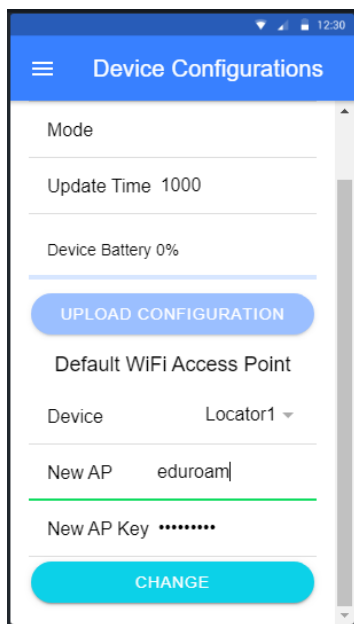 12:30
Device Configurations
Mode
Update Time 1000
Device Battery 0%
UPLOAD CONFIGURATION
Default WiFi Access Point
Device Locator1
New AP eduroam
New AP Key •••••••••
CHANGE